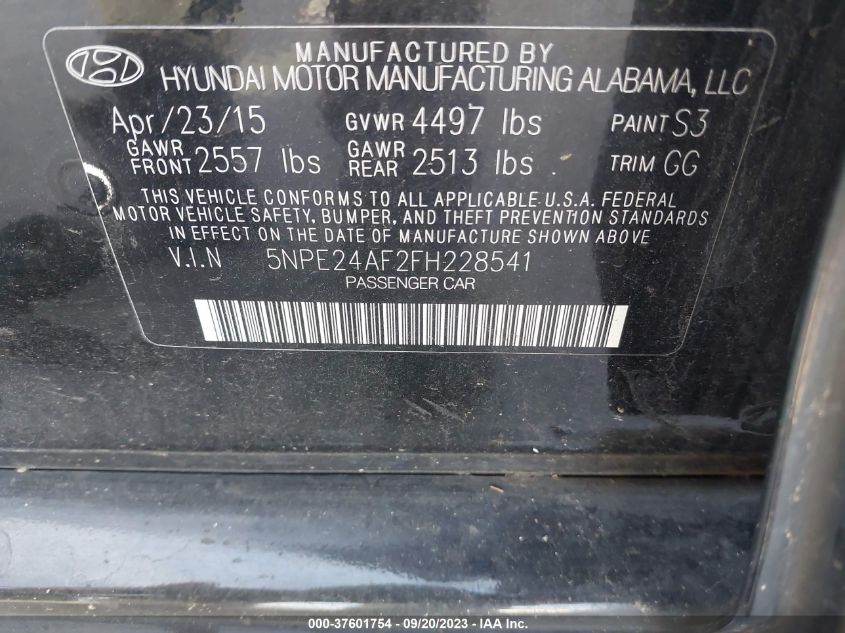 MANUFACTURED BY
HYUNDAI MOTOR MANUFACTURING ALABAMA, LLC
Apr/23/15 GVWR 4497 lbs PAINT S3
GAWR FRONT 2557 lbs GAWR REAR 2513 lbs . TRIM GG
THIS VEHICLE CONFORMS TO ALL APPLICABLE U.S.A. FEDERAL
MOTOR VEHICLE SAFETY, BUMPER, AND THEFT PREVENTION STANDARDS
IN EFFECT ON THE DATE OF MANUFACTURE SHOWN ABOVE.
V.I.N 5NPE24AF2FH228541
PASSENGER CAR
000-37601754 - 09/20/2023 - IAAI.com